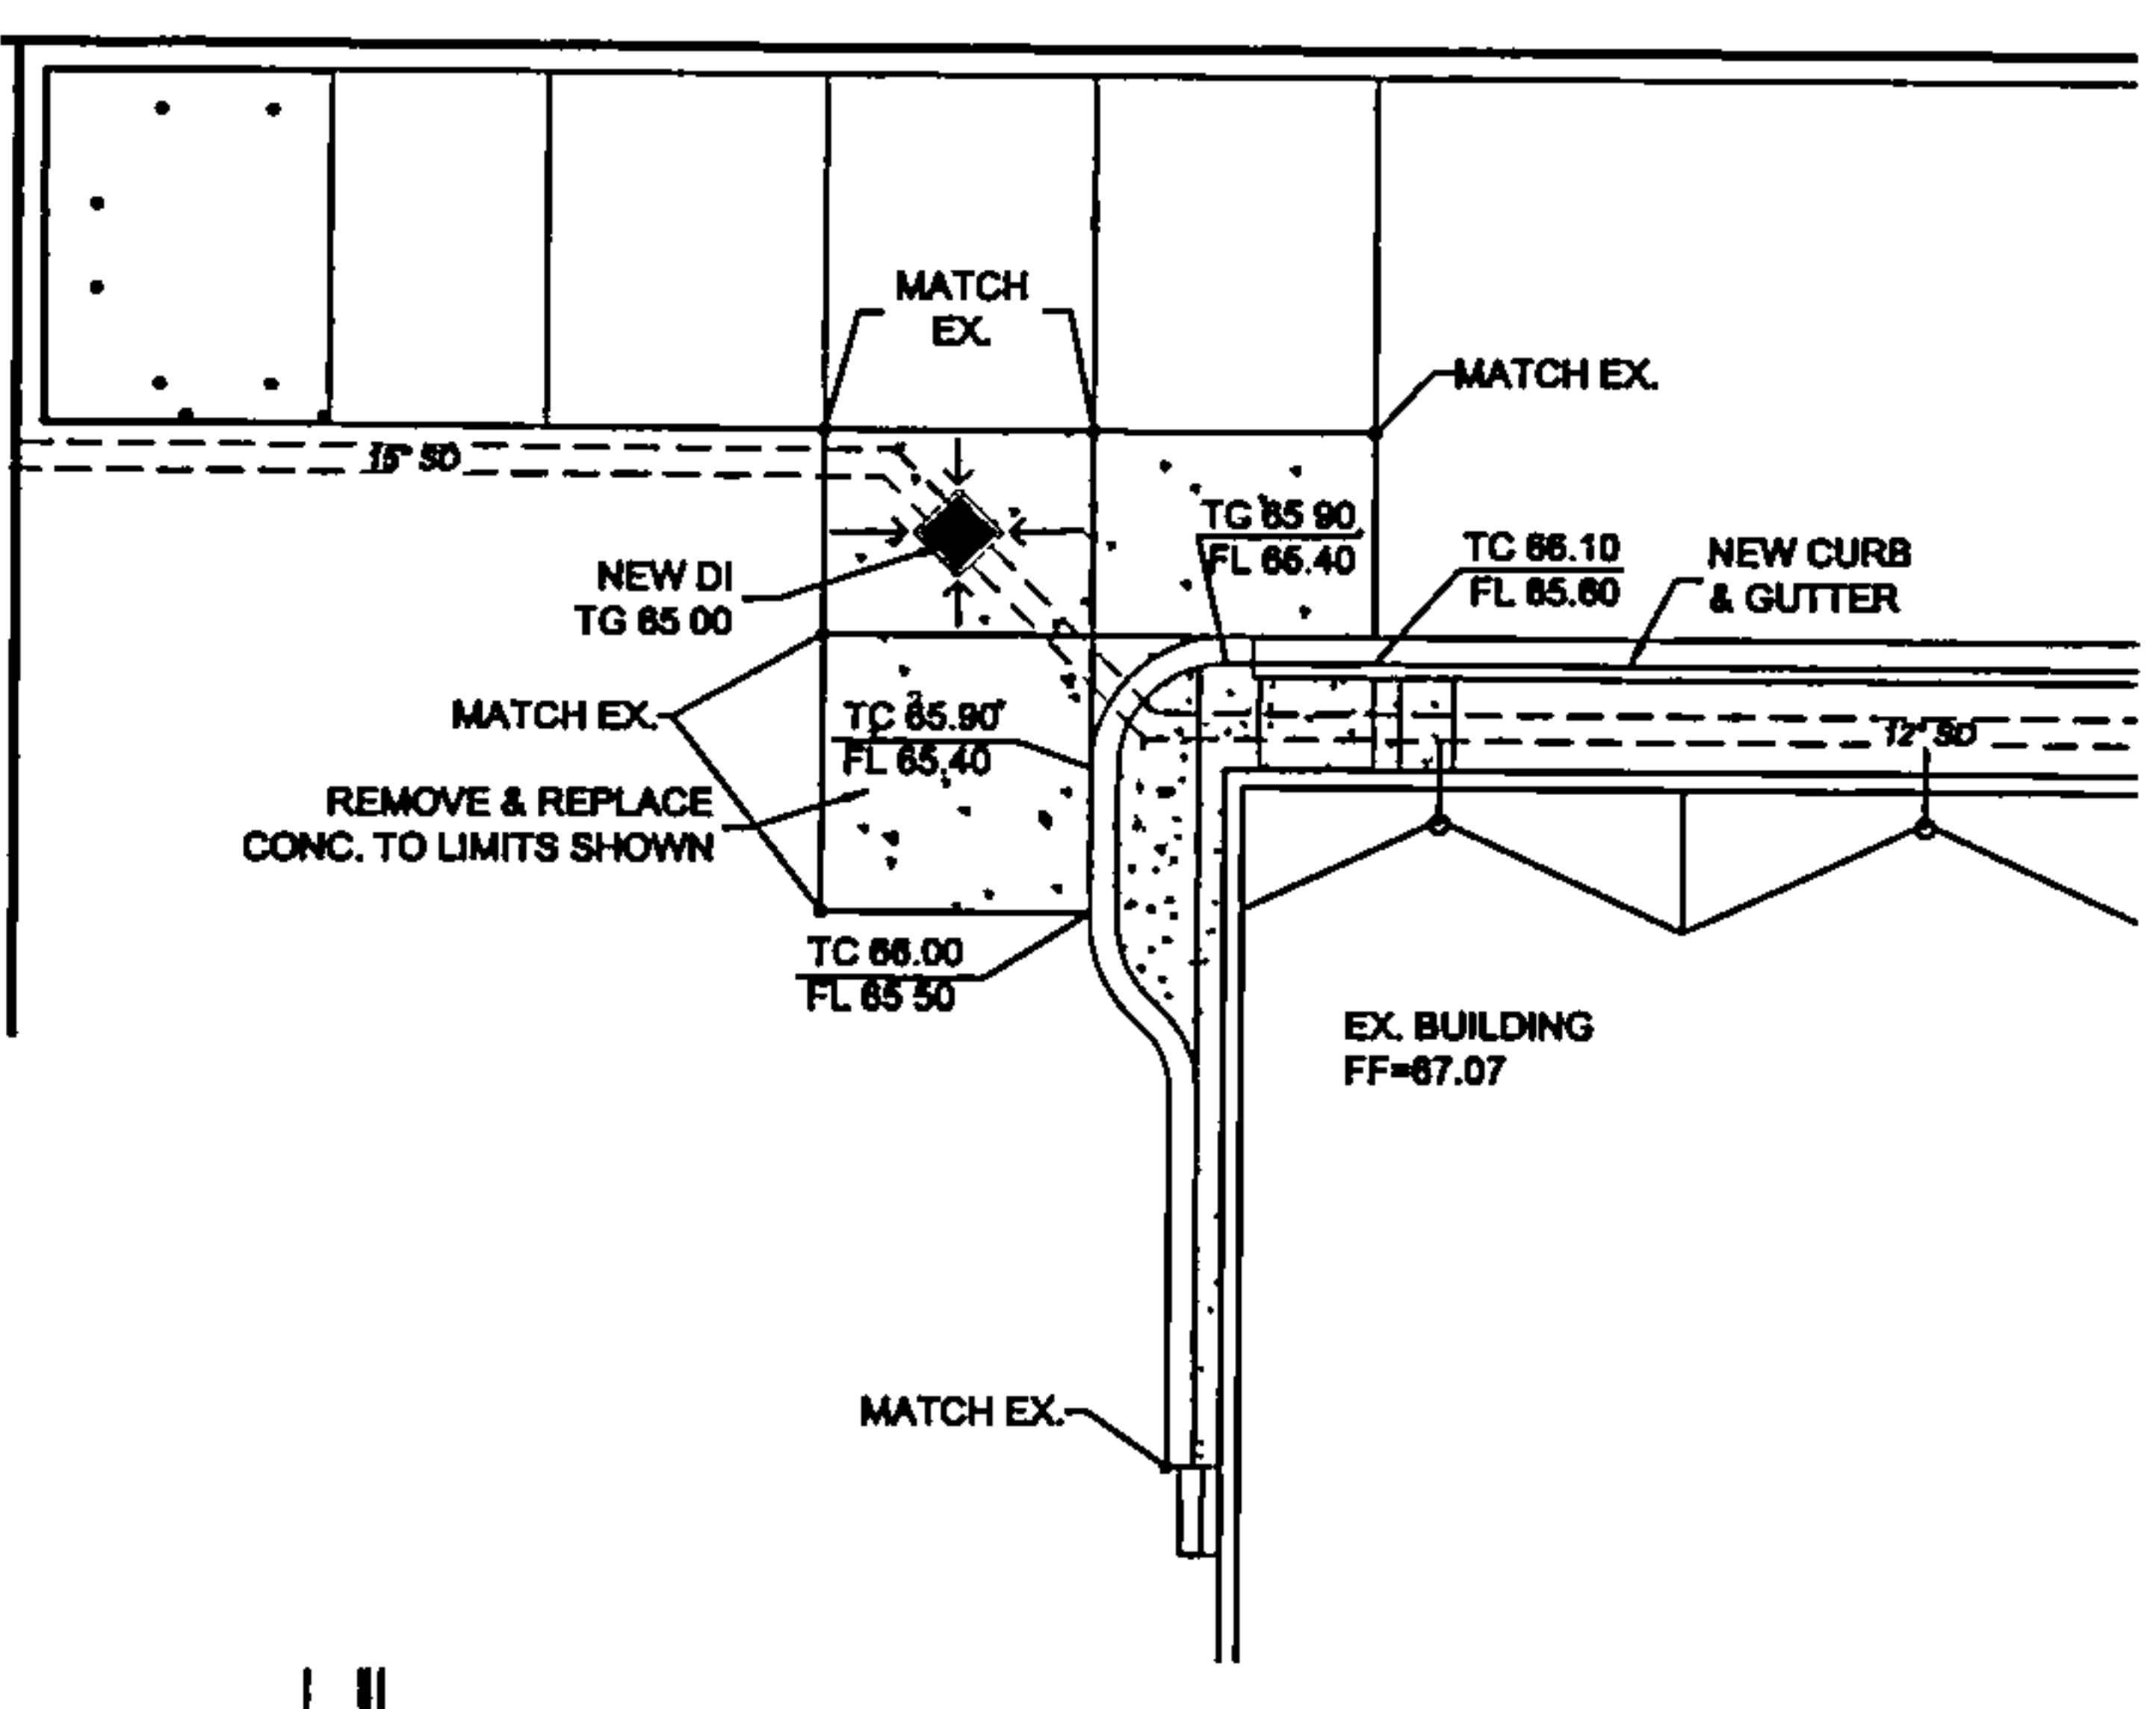 MATCH
EX.
MATCH EX.
15" SD
TG 65 90
FL 65.40
TC 66.10
FL 65.60
NEW CURB
& GUTTER
NEW DI
TG 65 00
MATCH EX.
TC 65.90
FL 65.40
12" SD
REMOVE & REPLACE
CONC. TO LIMITS SHOWN
TC 66.00
FL 65 50
EX. BUILDING
FF=67.07
MATCH EX.